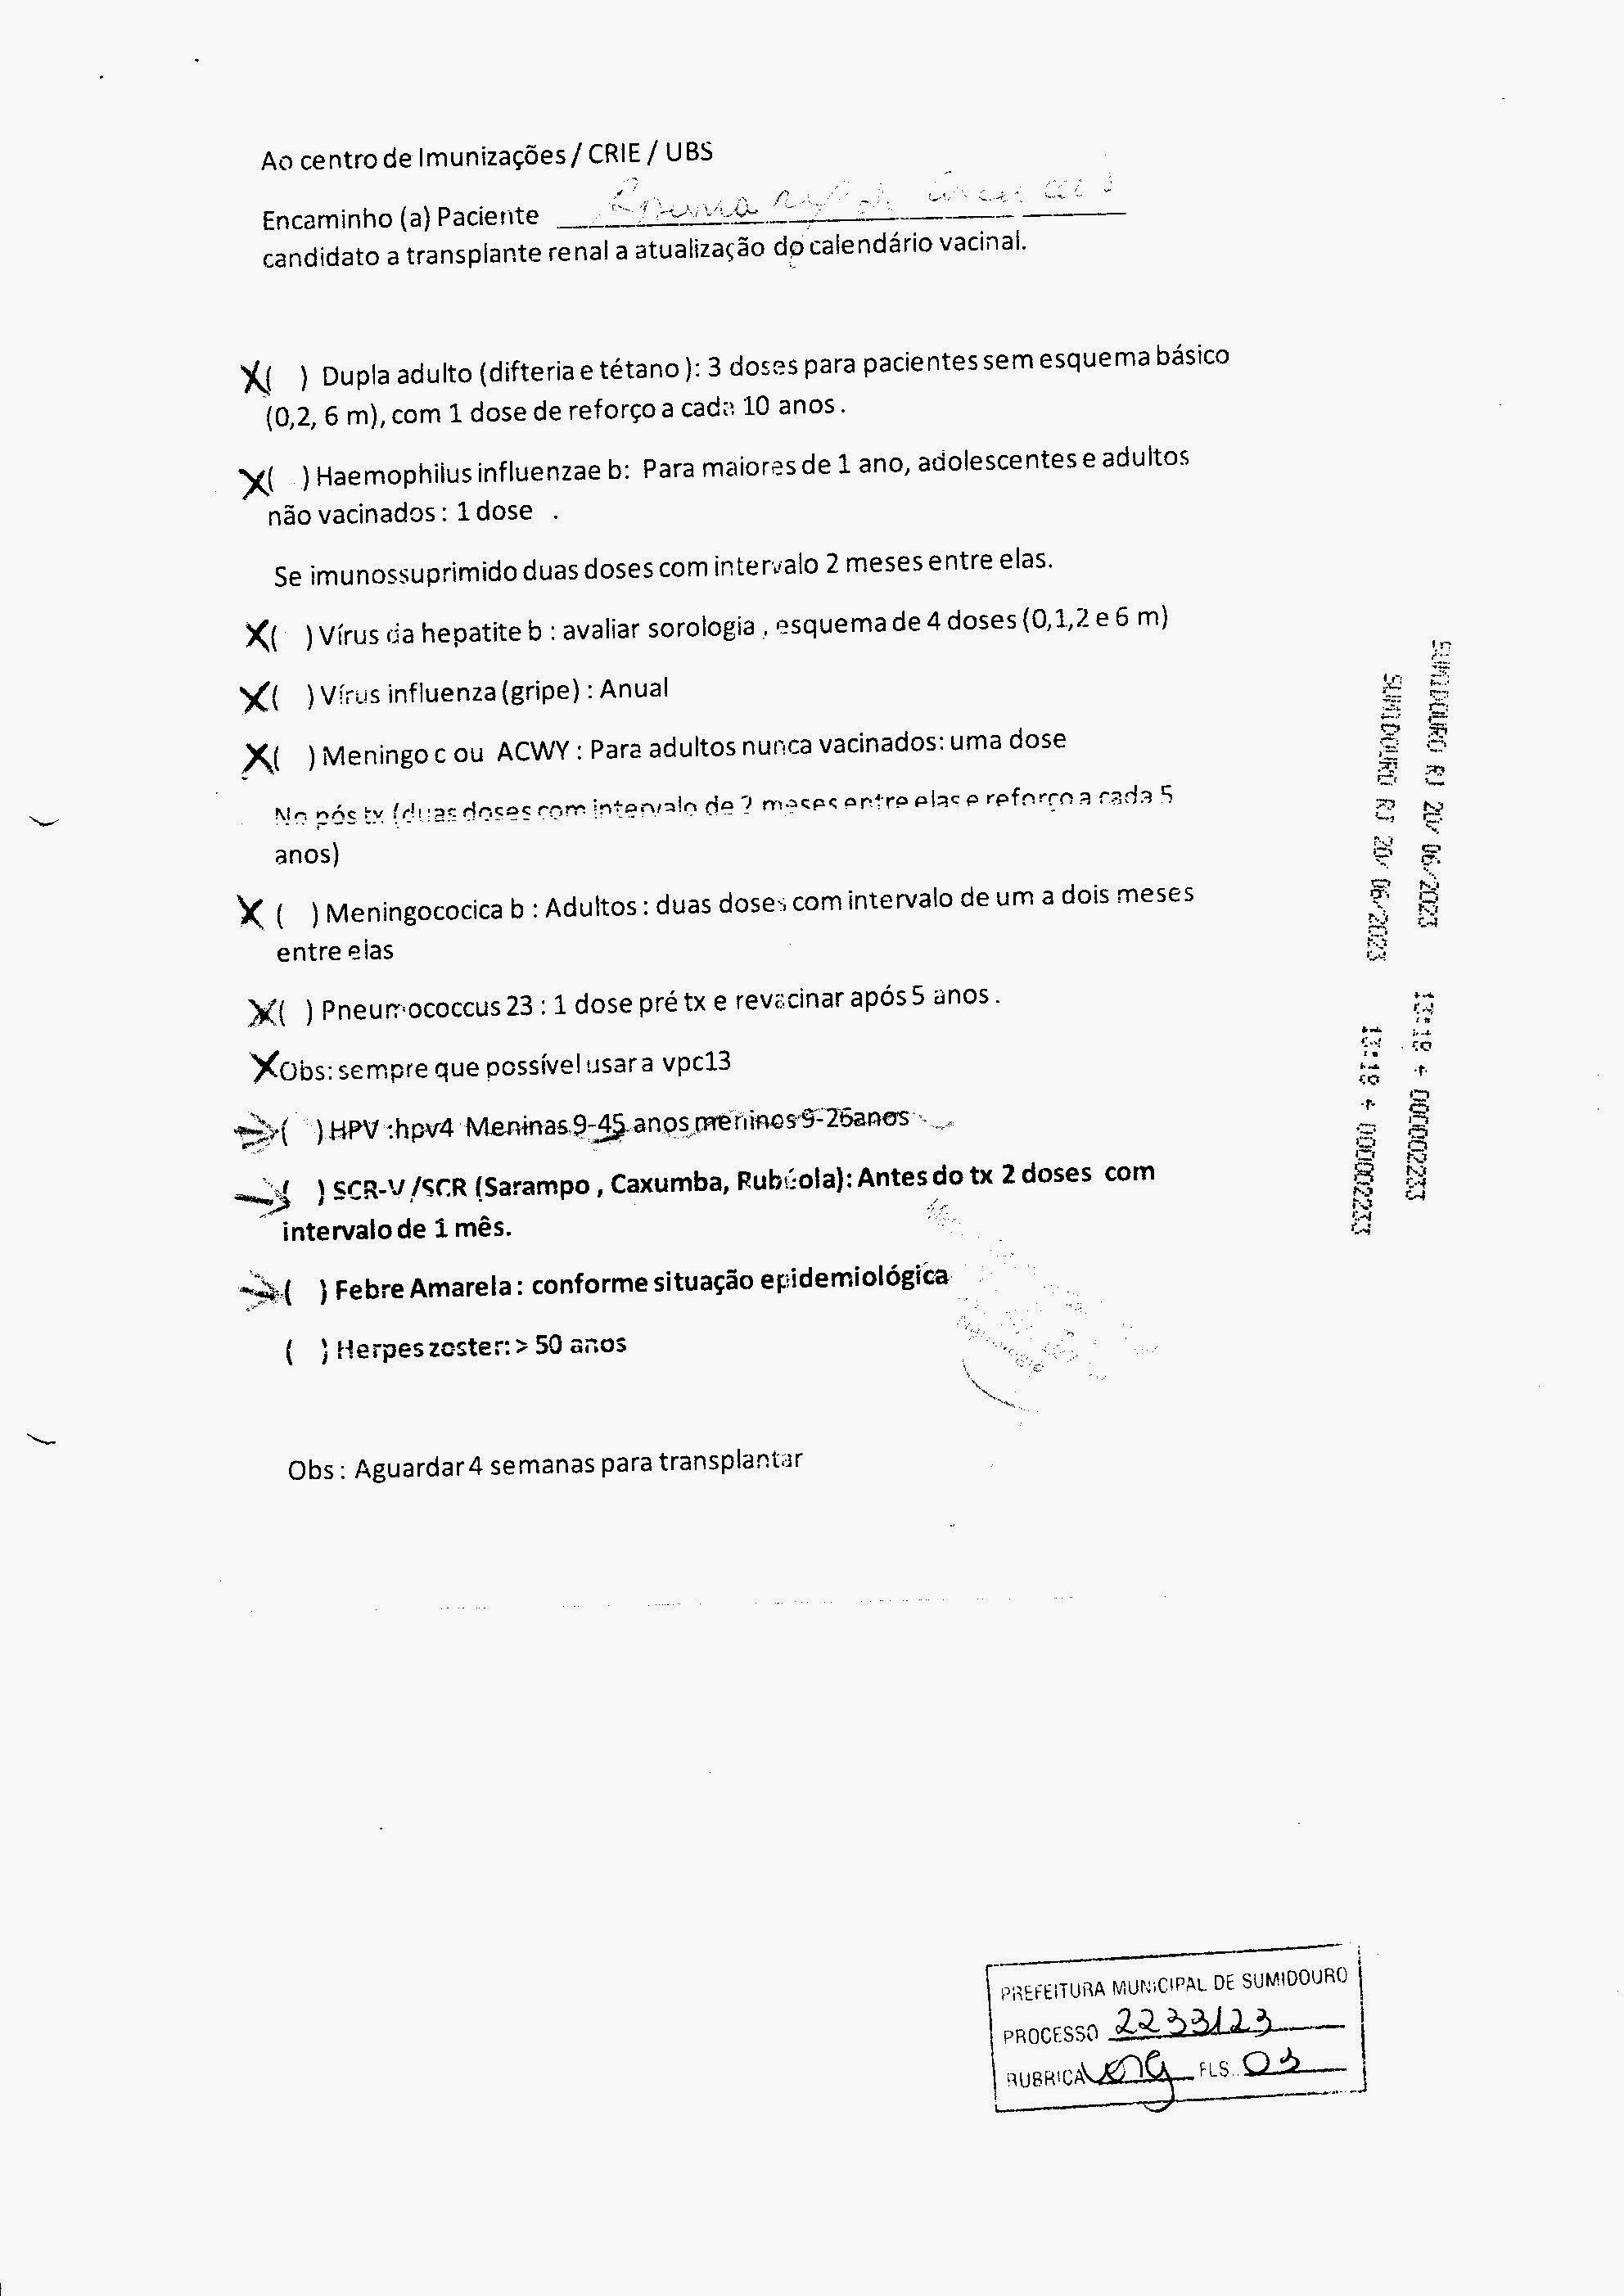 Ao centro de Imunizações / CRIE / UBS
Encaminho (a) Paciente
candidato a transplante renal a atualização do calendário vacinal.
X( ) Dupla adulto (difteria e tétano ): 3 doses para pacientes sem esquema básico
(0,2, 6 m), com 1 dose de reforço a cada 10 anos .
X( ) Haemophilus influenzae b: Para maiores de 1 ano, adolescentes e adultos
não vacinados : 1 dose .
Se imunossuprimido duas doses com intervalo 2 meses entre elas.
X( ) Vírus da hepatite b : avaliar sorologia , esquema de 4 doses (0,1,2 e 6 m)
X( ) Vírus influenza (gripe) : Anual
X( ) Meningo c ou ACWY : Para adultos nunca vacinados: uma dose
No pós tx (duas doses com intervalo de 2 meses entre elas e reforço a cada 5
anos)
X ( ) Meningococica b : Adultos : duas doses com intervalo de um a dois meses
entre elas
X( ) Pneumococcus 23 : 1 dose pré tx e revacinar após 5 anos .
X Obs: sempre que possível usar a vpc13
( ) HPV :hpv4 Meninas 9-45 anos meninos 9-26anos
( ) SCR-V /SCR (Sarampo , Caxumba, Rubéola): Antes do tx 2 doses com
intervalo de 1 mês.
( ) Febre Amarela : conforme situação epidemiológica
( ) Herpes zoster: > 50 anos
Obs : Aguardar 4 semanas para transplantar
SUMIDOURO RJ 20/ 06/2023 13:18 + 000002233
SUMIDOURO RJ 20/ 06/2023 13:18 + 000002233
PREFEITURA MUNICIPAL DE SUMIDOURO
PROCESSO 2233/23
RUBRICA FLS. 03